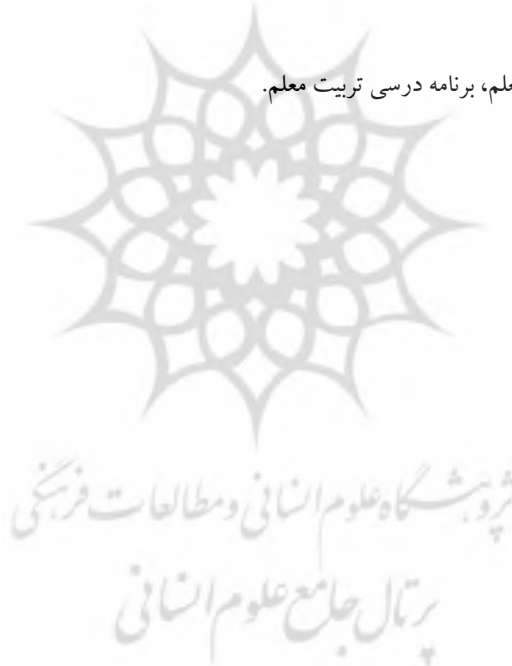 علم، برنامه درسی تربیت معلم.
پژوهشگاه علوم انسانی و مطالعات فرهنگی
پرتال جامع علوم انسانی